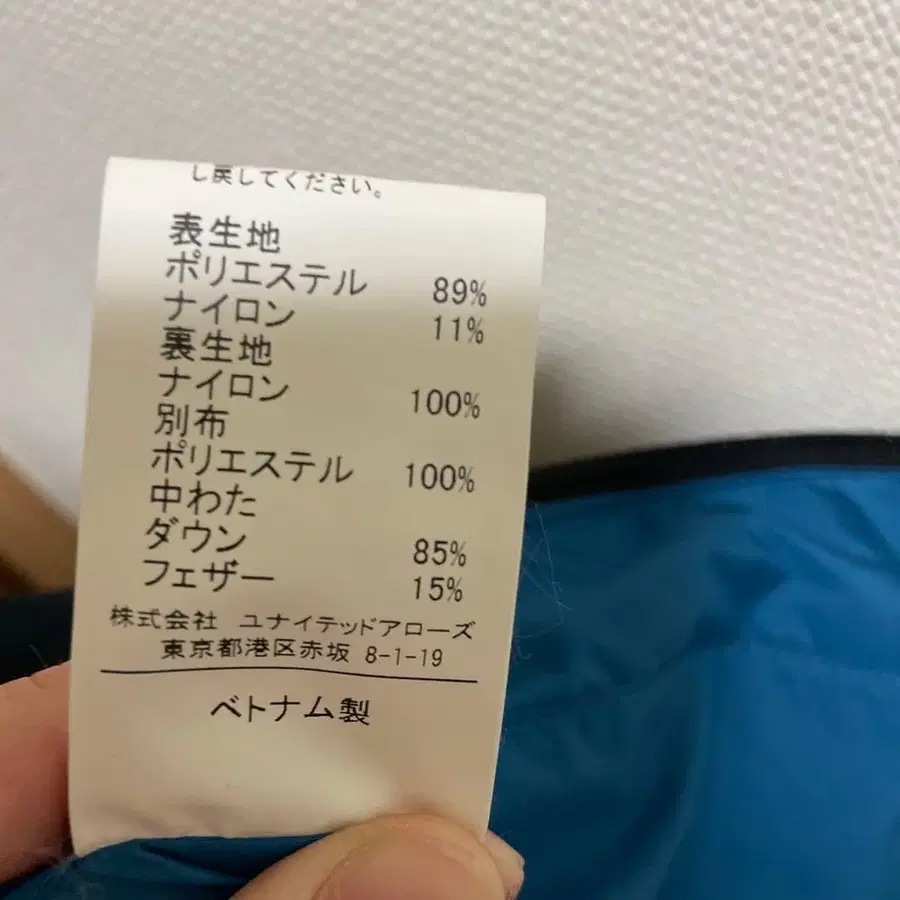 し戻してください。
表生地
ポリエステル 89%
ナイロン 11%
裏生地
ナイロン 100%
別布
ポリエステル 100%
中わた
ダウン 85%
フェザー 15%
株式会社 ユナイテッドアローズ
東京都港区赤坂 8-1-19
ベトナム製